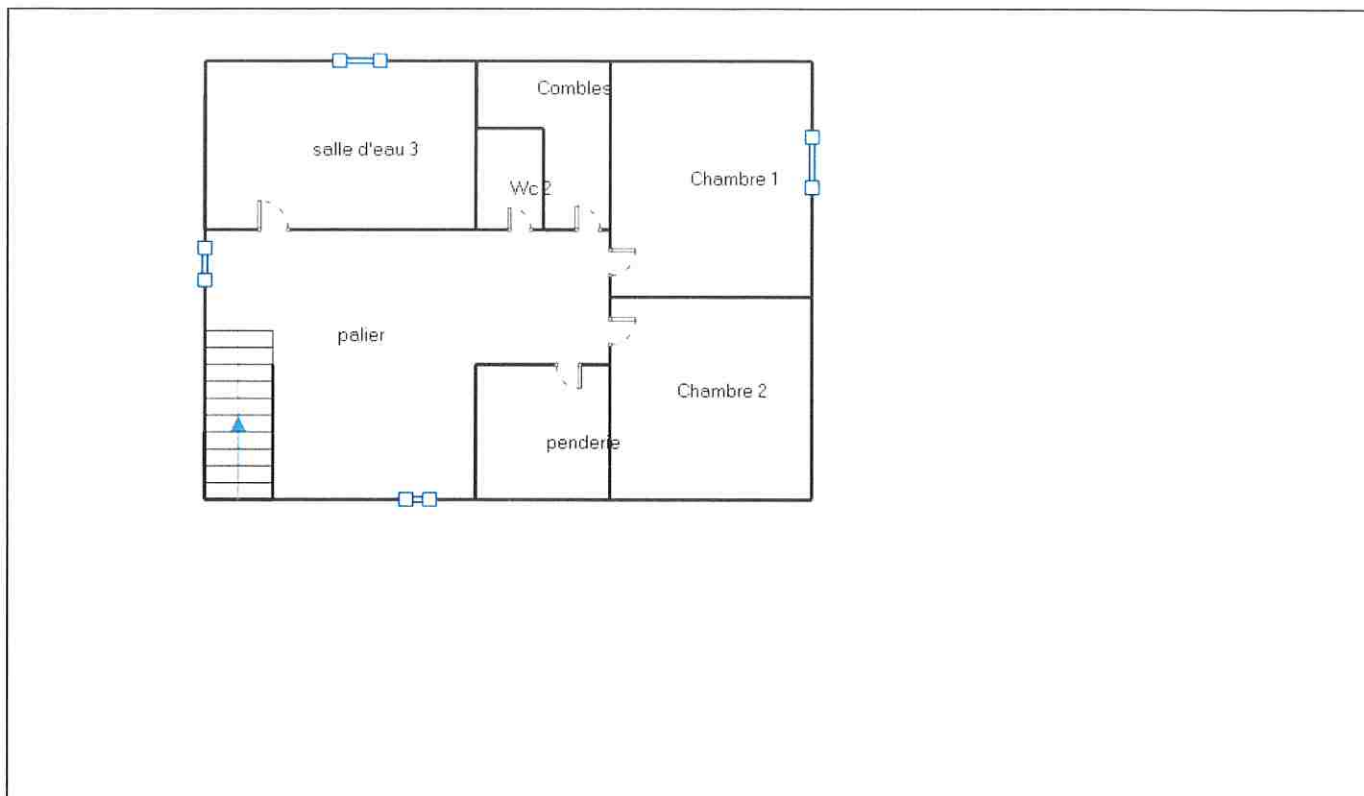 Combles
salle d'eau 3
Wc 2
Chambre 1
palier
Chambre 2
penderie